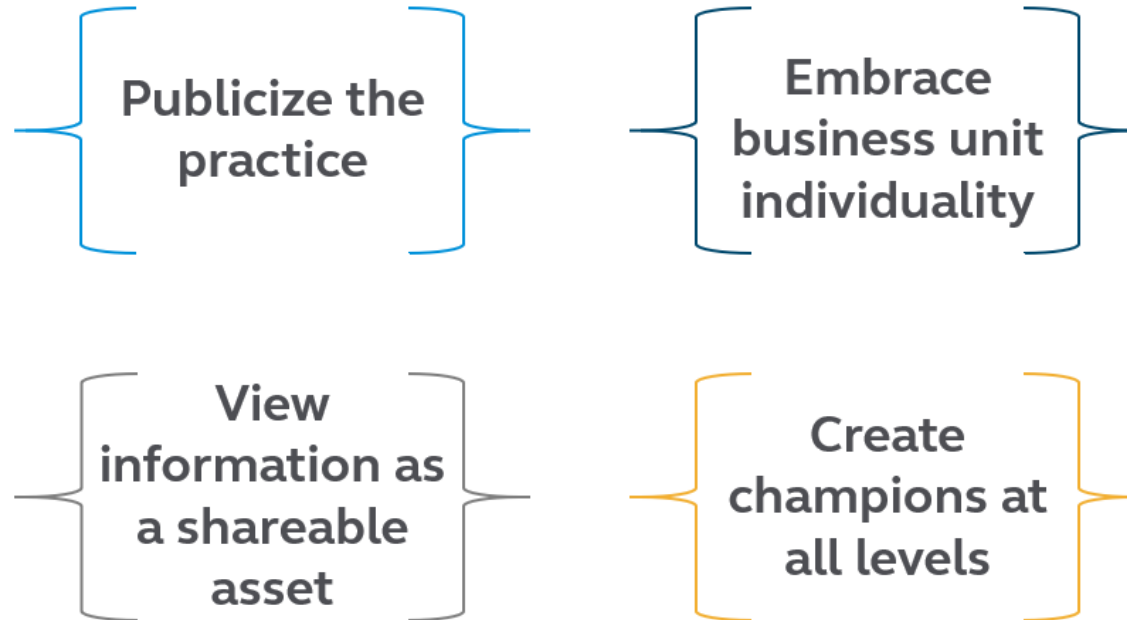 Publicize the
practice
Embrace
business unit
individuality
View
information as
a shareable
asset
Create
champions at
all levels